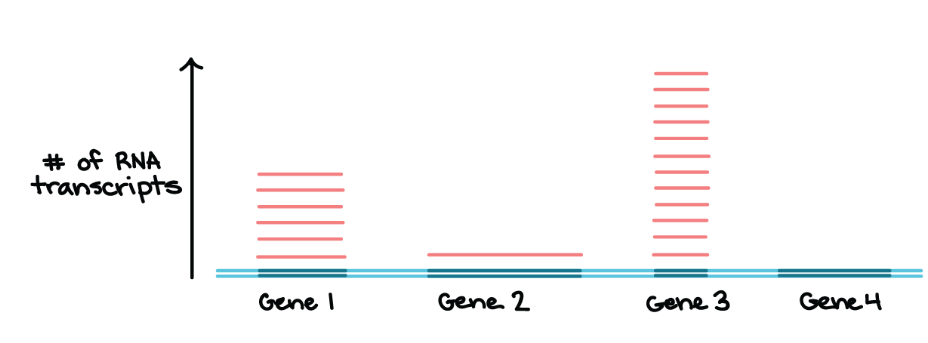 # of RNA
transcripts
Gene 1
Gene 2
Gene 3
Gene 4